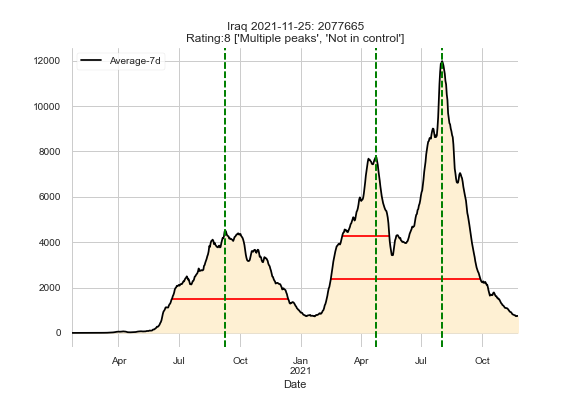 Iraq 2021-11-25: 2077665
Rating:8 ['Multiple peaks', 'Not in control']
Average-7d
12000
10000
8000
6000
4000
2000
0
Apr Jul Oct Jan Apr Jul Oct
2021
Date